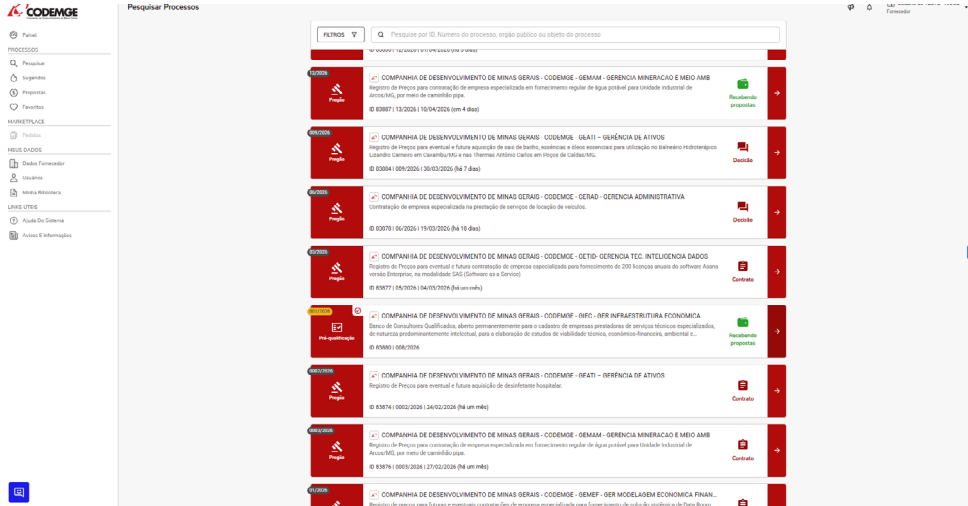 CODEMGE
Pesquisar Processos
Fornecedor
Painel
PROCESSOS
Pesquisar
Sugeridos
Propostas
Favoritos
MARKETPLACE
Pedidos
MEUS DADOS
Dados Fornecedor
Usuários
Minha Biblioteca
LINKS ÚTEIS
Ajuda Do Sistema
Avisos E Informações
FILTROS
Pesquise por ID, Número do processo, orgão público ou objeto do processo
13/2026
Pregão
COMPANHIA DE DESENVOLVIMENTO DE MINAS GERAIS - CODEMGE - GEMAM - GERENCIA MINERACAO E MEIO AMB
Registro de Preços para contratação de empresa especializada em fornecimento regular de água potável para Unidade Industrial de
Arcos/MG, por meio de caminhão pipa.
ID 83887 | 13/2026 | 10/04/2026 (em 4 dias)
Recebendo
propostas
009/2026
Pregão
COMPANHIA DE DESENVOLVIMENTO DE MINAS GERAIS - CODEMGE - GEATI – GERÊNCIA DE ATIVOS
Registro de Preços para eventual e futura aquisição de sais de banho, essências e óleos essenciais para utilização no Balneário Hidroterápico
Lizandro Carneiro em Caxambu/MG e nas Thermas Antônio Carlos em Poços de Caldas/MG.
ID 83884 | 009/2026 | 30/03/2026 (há 7 dias)
Decisão
06/2026
Pregão
COMPANHIA DE DESENVOLVIMENTO DE MINAS GERAIS - CODEMGE - GERAD - GERENCIA ADMINISTRATIVA
Contratação de empresa especializada na prestação de serviços de locação de veículos.
ID 83878 | 06/2026 | 19/03/2026 (há 18 dias)
Decisão
05/2026
Pregão
COMPANHIA DE DESENVOLVIMENTO DE MINAS GERAIS - CODEMGE - GETID- GERENCIA TEC. INTELIGENCIA DADOS
Registro de Preços para eventual e futura contratação de empresa especializada para fornecimento de 200 licenças anuais do software Asana
versão Enterprise, na modalidade SAS (Software as a Service)
ID 83877 | 05/2026 | 04/03/2026 (há um mês)
Contrato
001/2026
Pré-qualificação
COMPANHIA DE DESENVOLVIMENTO DE MINAS GERAIS - CODEMGE - GIEC - GER INFRAESTRUTURA ECONOMICA
Banco de Consultores Qualificados, aberto permanentemente para o cadastro de empresas prestadoras de serviços técnicos especializados,
de natureza predominantemente intelectual, para a elaboração de estudos de viabilidade técnica, econômico-financeira, ambiental e...
ID 83880 | 008/2026
Recebendo
propostas
0002/2026
Pregão
COMPANHIA DE DESENVOLVIMENTO DE MINAS GERAIS - CODEMGE - GEATI – GERÊNCIA DE ATIVOS
Registro de Preços para eventual e futura aquisição de desinfetante hospitalar.
ID 83874 | 0002/2026 | 24/02/2026 (há um mês)
Contrato
0003/2026
Pregão
COMPANHIA DE DESENVOLVIMENTO DE MINAS GERAIS - CODEMGE - GEMAM - GERENCIA MINERACAO E MEIO AMB
Registro de Preços para contratação de empresa especializada em fornecimento regular de água potável para Unidade Industrial de
Arcos/MG, por meio de caminhão pipa.
ID 83876 | 0003/2026 | 27/02/2026 (há um mês)
Contrato
01/2026
COMPANHIA DE DESENVOLVIMENTO DE MINAS GERAIS - CODEMGE - GEMEF - GER MODELAGEM ECONOMICA FINAN...